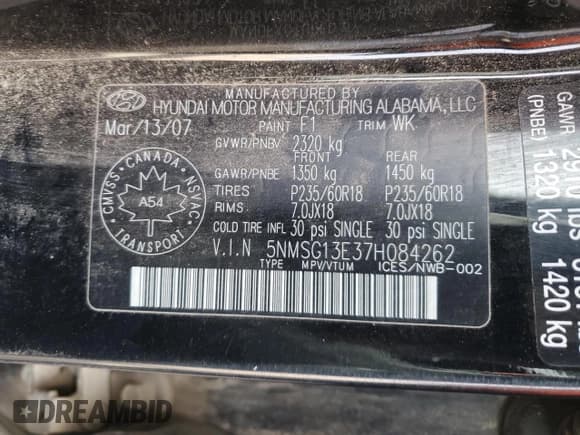 MANUFACTURED BY
HYUNDAI MOTOR MANUFACTURING ALABAMA, LLC
Mar/13/07 PAINT F1 TRIM WK
GVWR/PNBV 2320 kg
FRONT REAR
GAWR/PNBE 1350 kg 1450 kg
TIRES P235/60R18 P235/60R18
RIMS 7.0JX18 7.0JX18
COLD TIRE INFL 30 psi SINGLE 30 psi SINGLE
V.I.N 5NMSG13E37H084262
TYPE MPV/VTUM ICES/NWB-002
CMVSS - CANADA - NSVAC
A54
GAWR
(PNBE) 1320 kg
1420 kg
DREAMBID